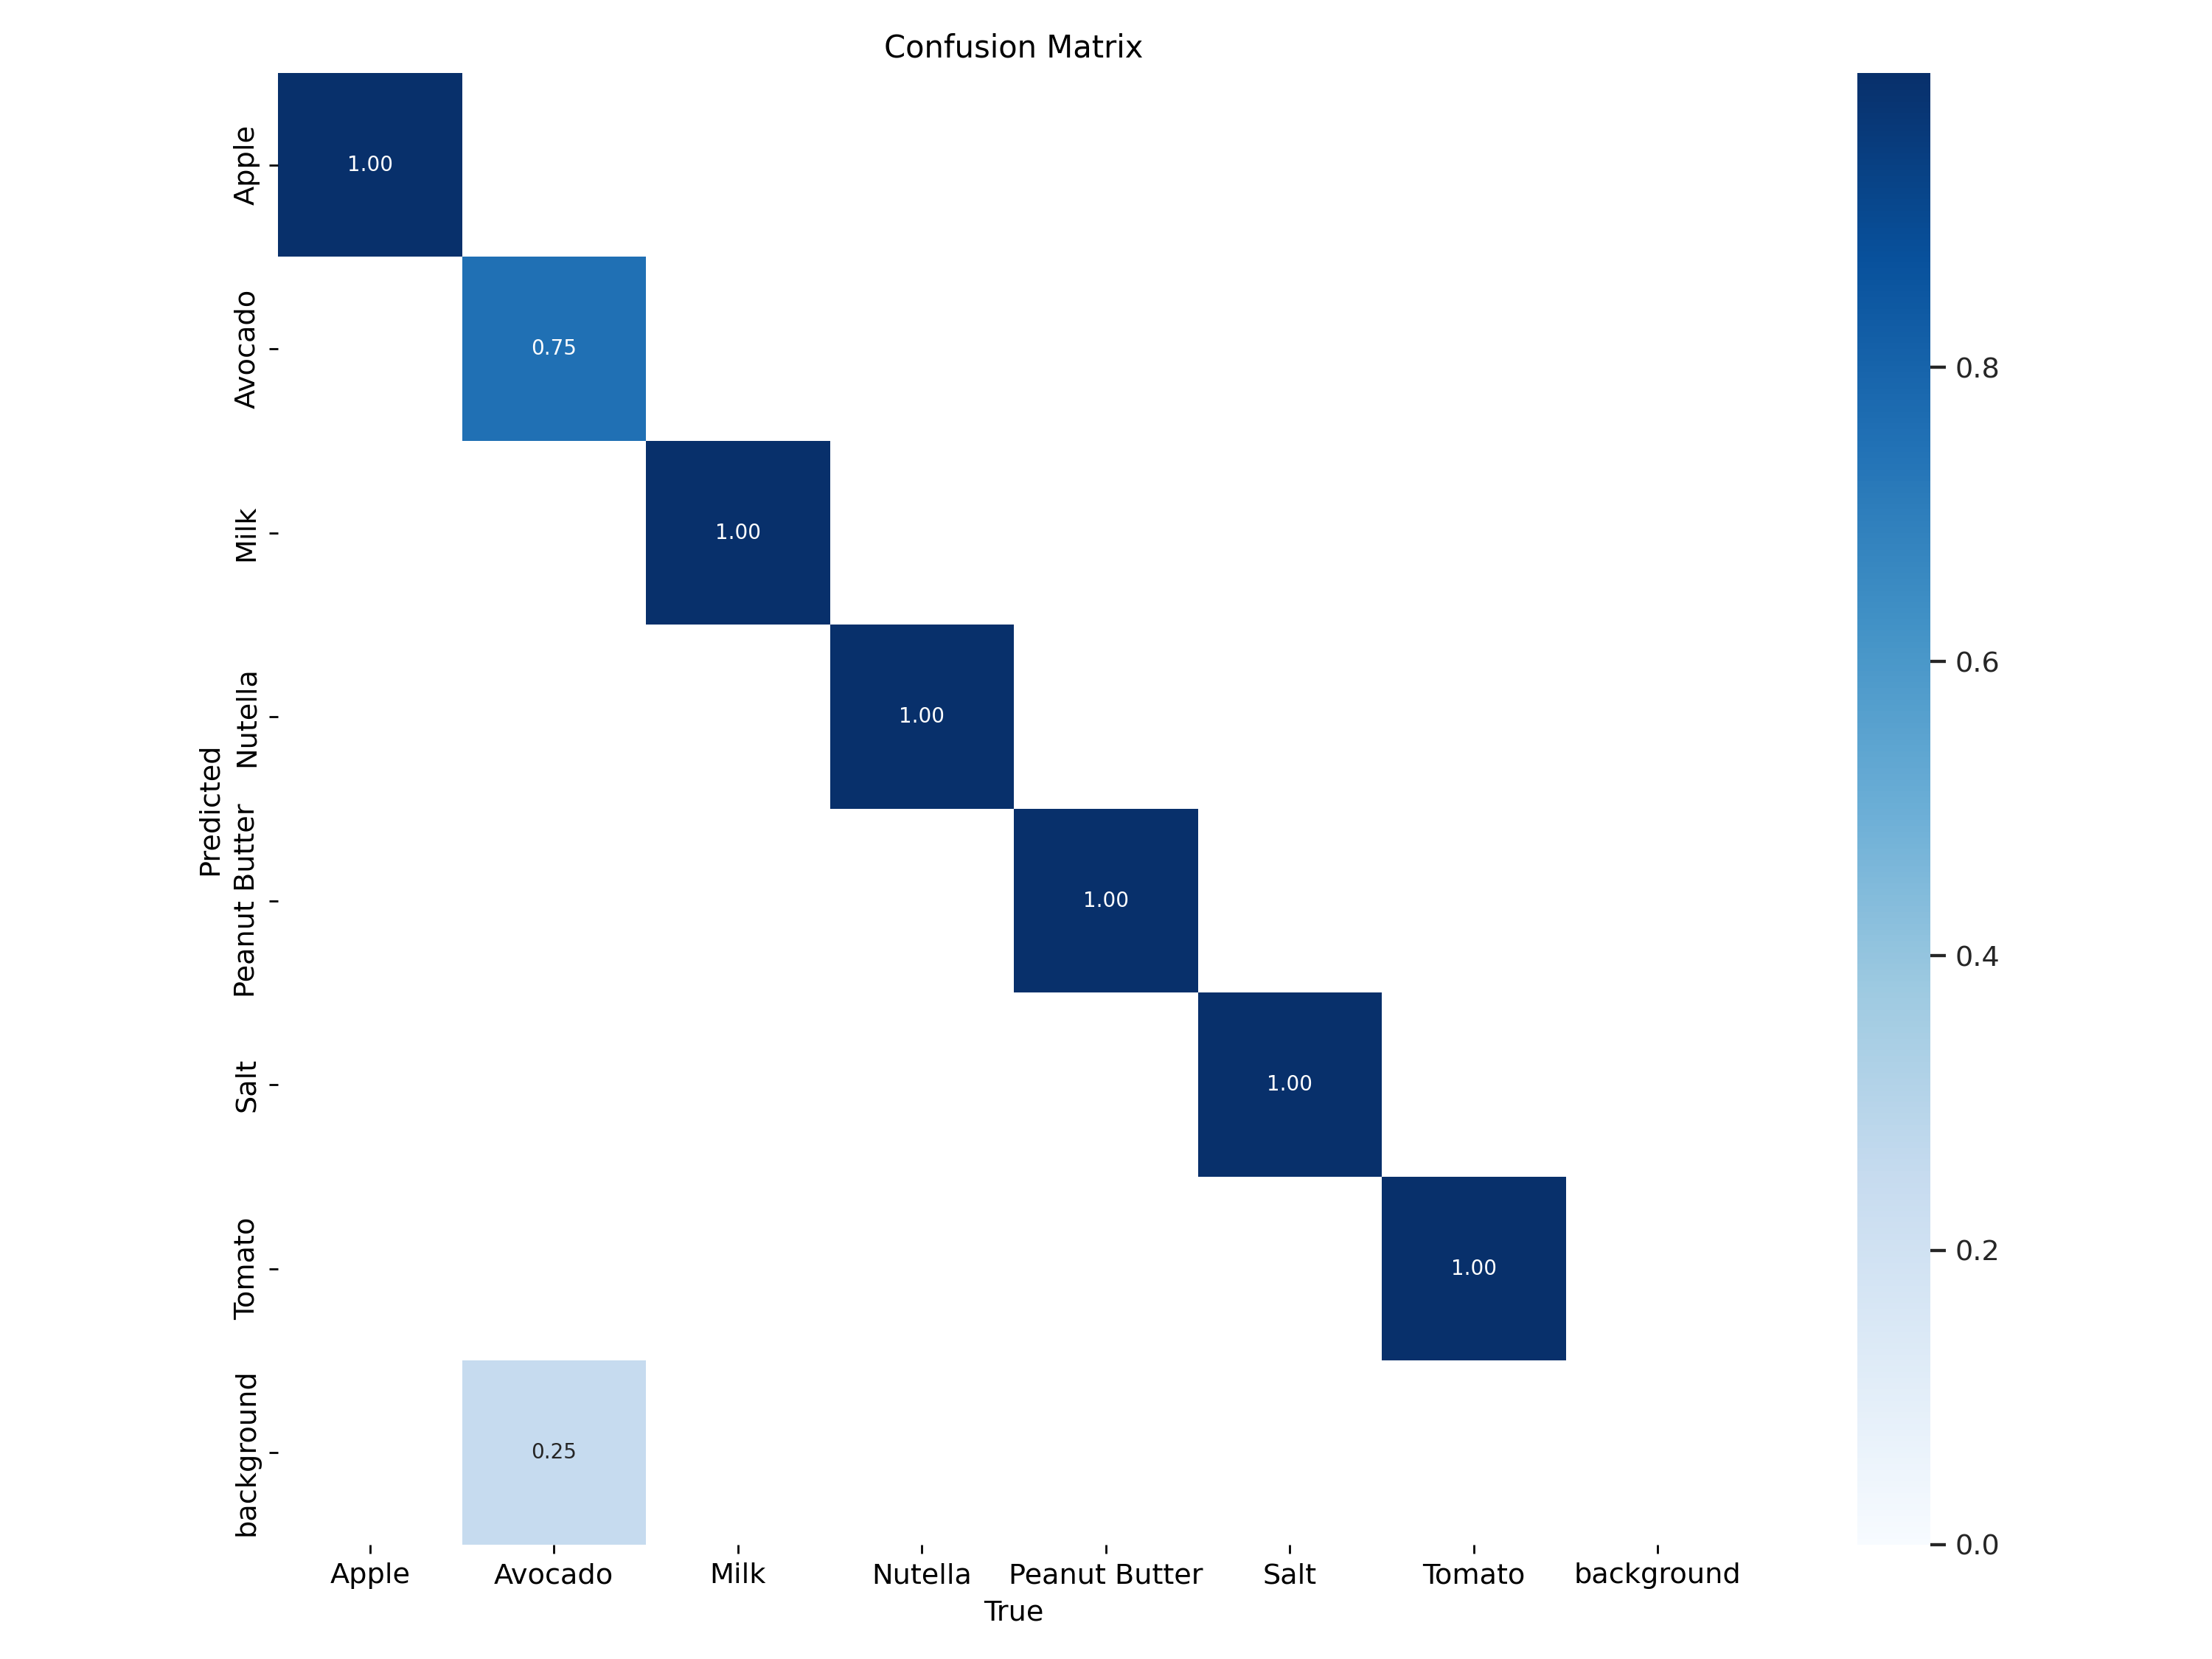 Confusion Matrix
Apple
1.00
Avocado
0.75
0.8
Milk
1.00
0.6
Nutella
1.00
Predicted
Peanut Butter
1.00
0.4
Salt
1.00
Tomato
1.00
0.2
background
0.25
0.0
Apple Avocado Milk Nutella Peanut Butter Salt Tomato background
True